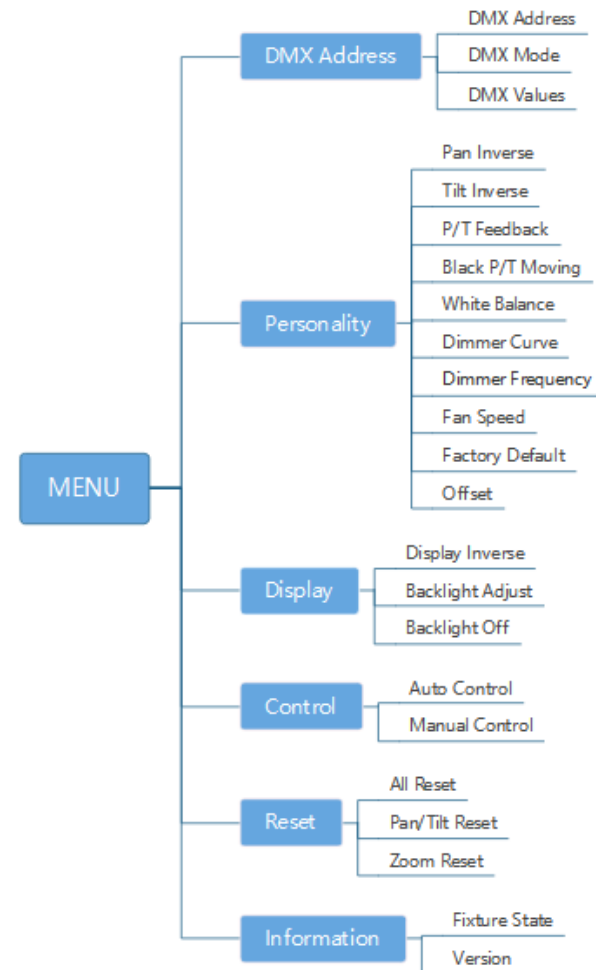 MENU
DMX Address
DMX Address
DMX Mode
DMX Values
Personality
Pan Inverse
Tilt Inverse
P/T Feedback
Black P/T Moving
White Balance
Dimmer Curve
Dimmer Frequency
Fan Speed
Factory Default
Offset
Display
Display Inverse
Backlight Adjust
Backlight Off
Control
Auto Control
Manual Control
Reset
All Reset
Pan/Tilt Reset
Zoom Reset
Information
Fixture State
Version